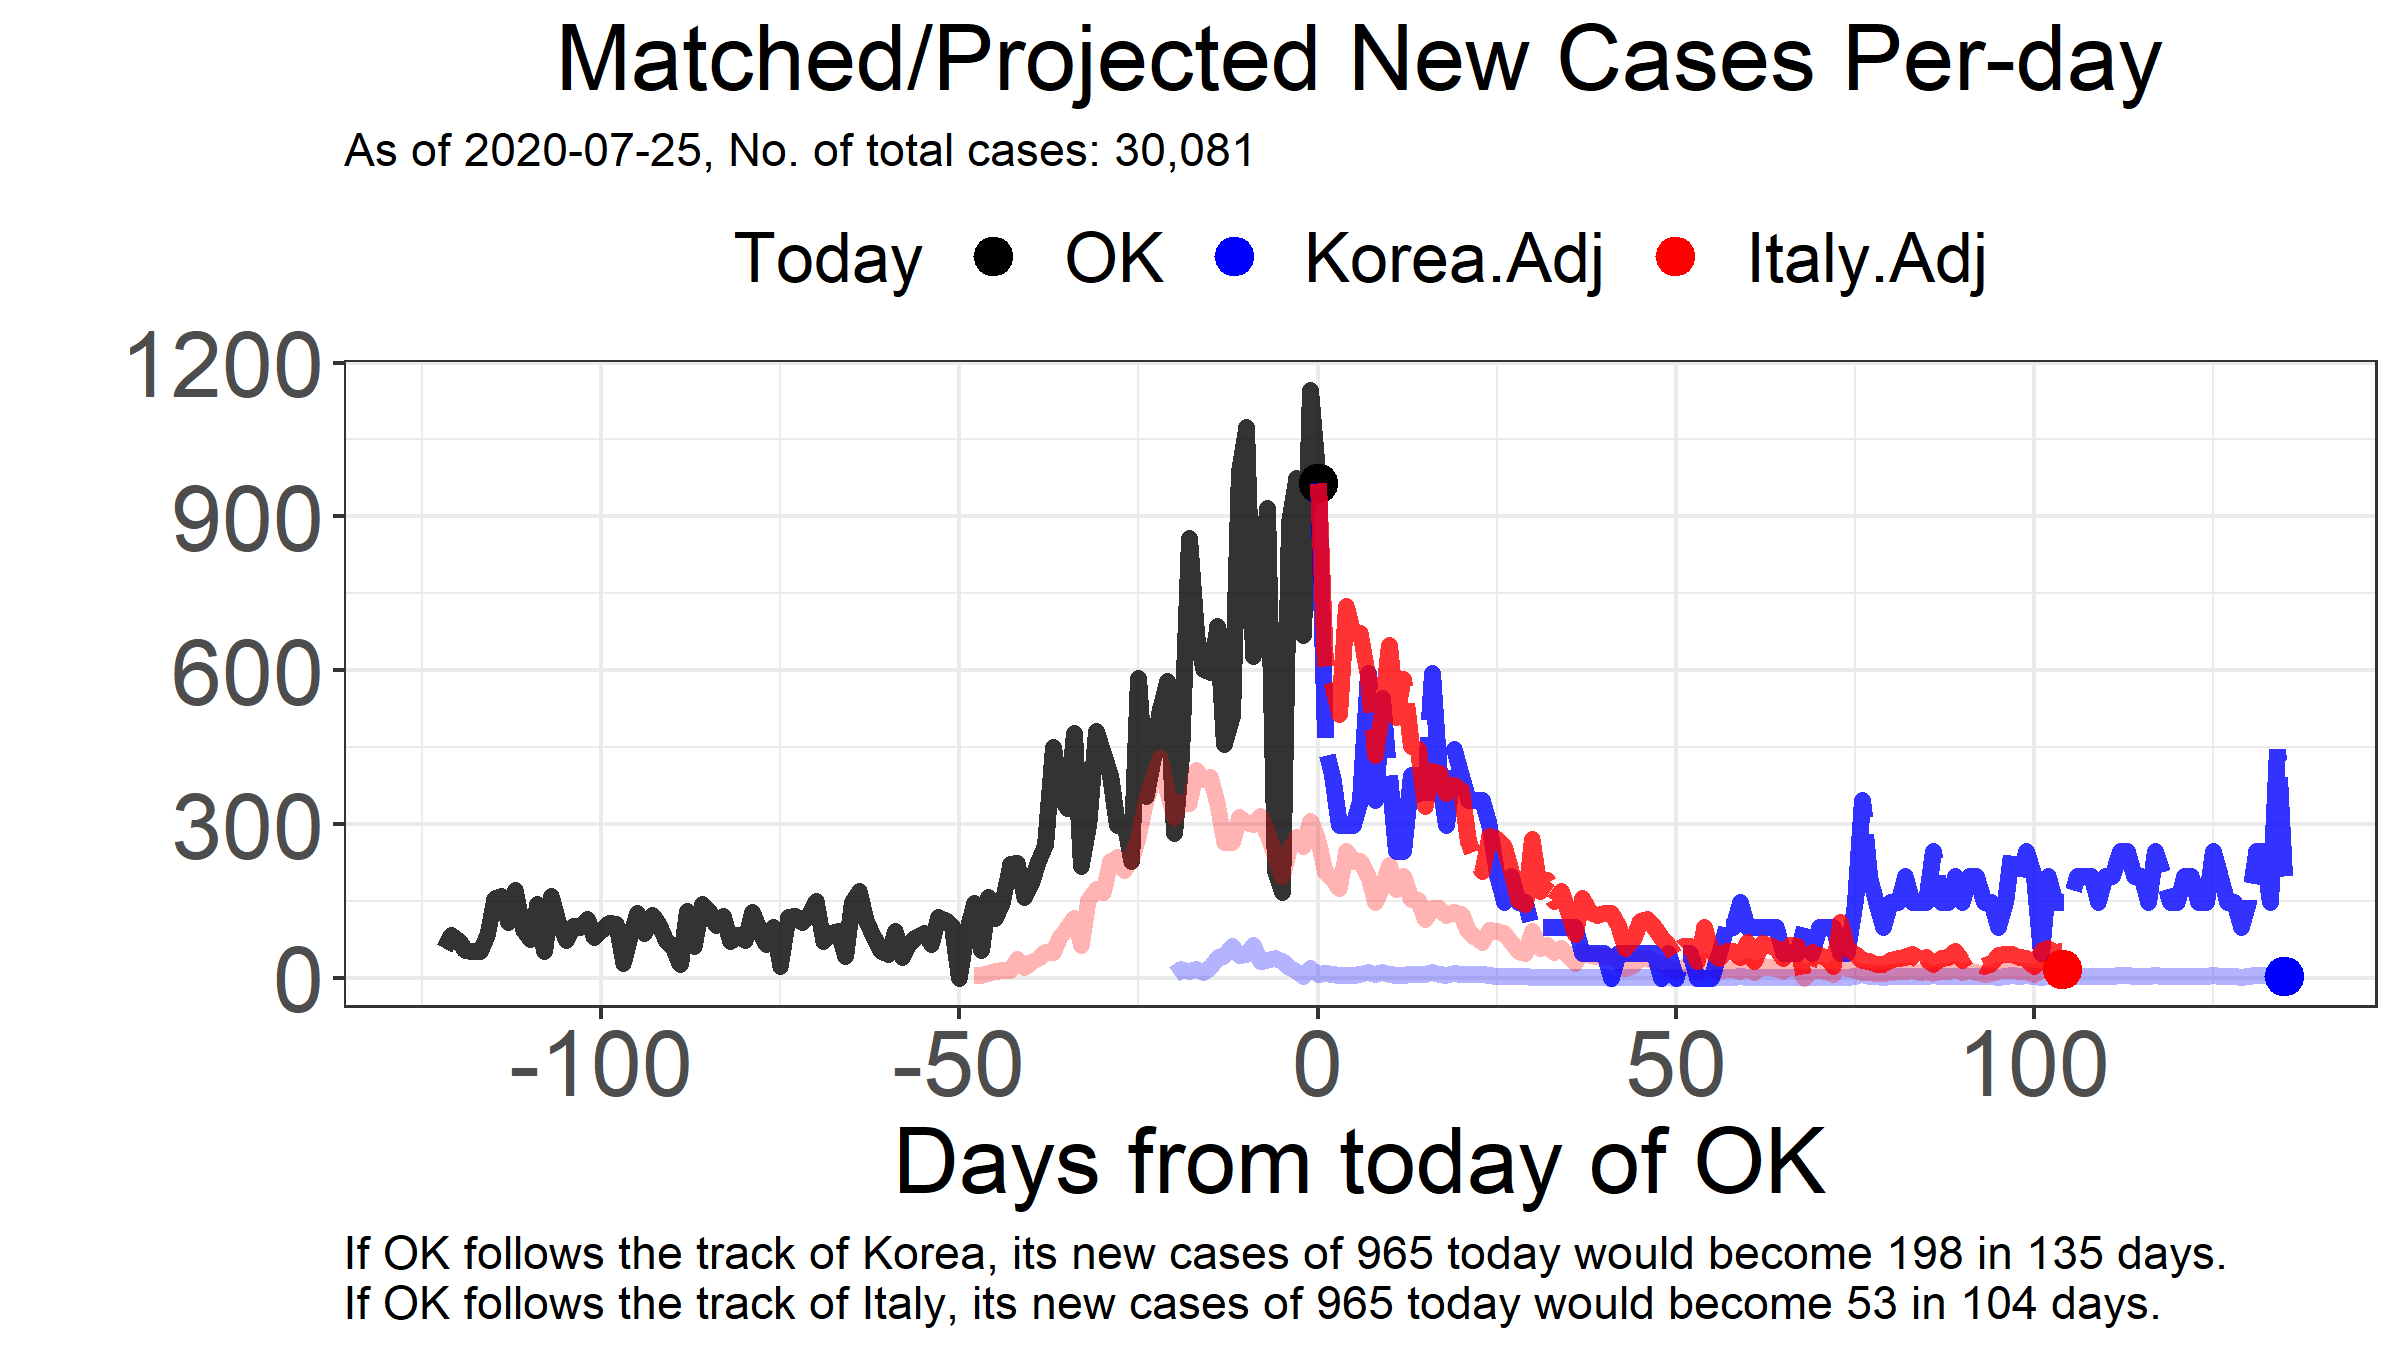 Matched/Projected New Cases Per-day
As of 2020-07-25, No. of total cases: 30,081
Today OK Korea.Adj Italy.Adj
1200
900
600
300
0
-100 -50 0 50 100
Days from today of OK
If OK follows the track of Korea, its new cases of 965 today would become 198 in 135 days.
If OK follows the track of Italy, its new cases of 965 today would become 53 in 104 days.